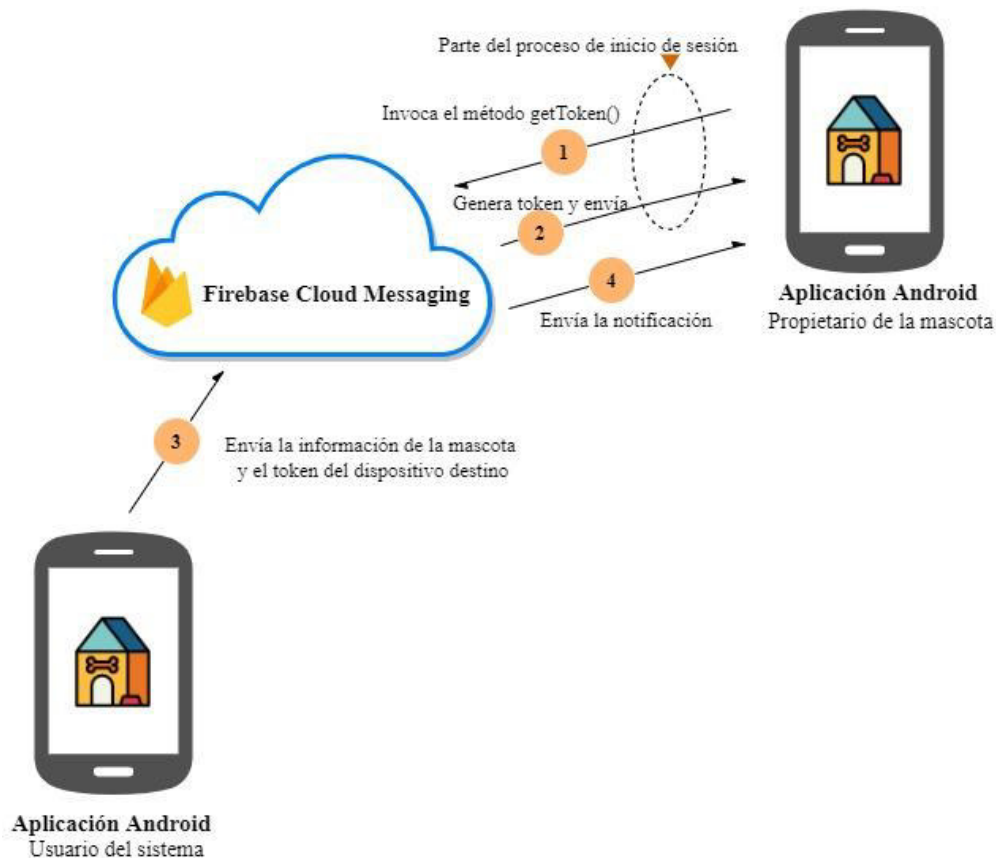 Parte del proceso de inicio de sesión
Invoca el método getToken()
1
Genera token y envía
2
Firebase Cloud Messaging
4
Envía la notificación
Aplicación Android
Propietario de la mascota
3
Envía la información de la mascota
y el token del dispositivo destino
Aplicación Android
Usuario del sistema